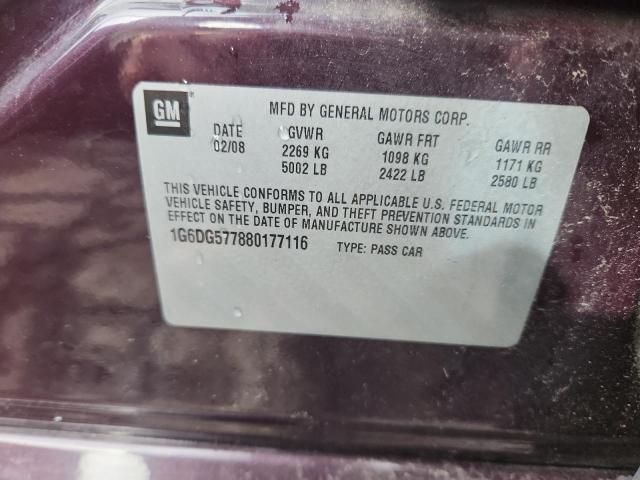 GM
MFD BY GENERAL MOTORS CORP.
DATE GVWR GAWR FRT GAWR RR
02/08 2269 KG 1098 KG 1171 KG
5002 LB 2422 LB 2580 LB
THIS VEHICLE CONFORMS TO ALL APPLICABLE U.S. FEDERAL MOTOR
VEHICLE SAFETY, BUMPER, AND THEFT PREVENTION STANDARDS IN
EFFECT ON THE DATE OF MANUFACTURE SHOWN ABOVE.
1G6DG577880177116 TYPE: PASS CAR